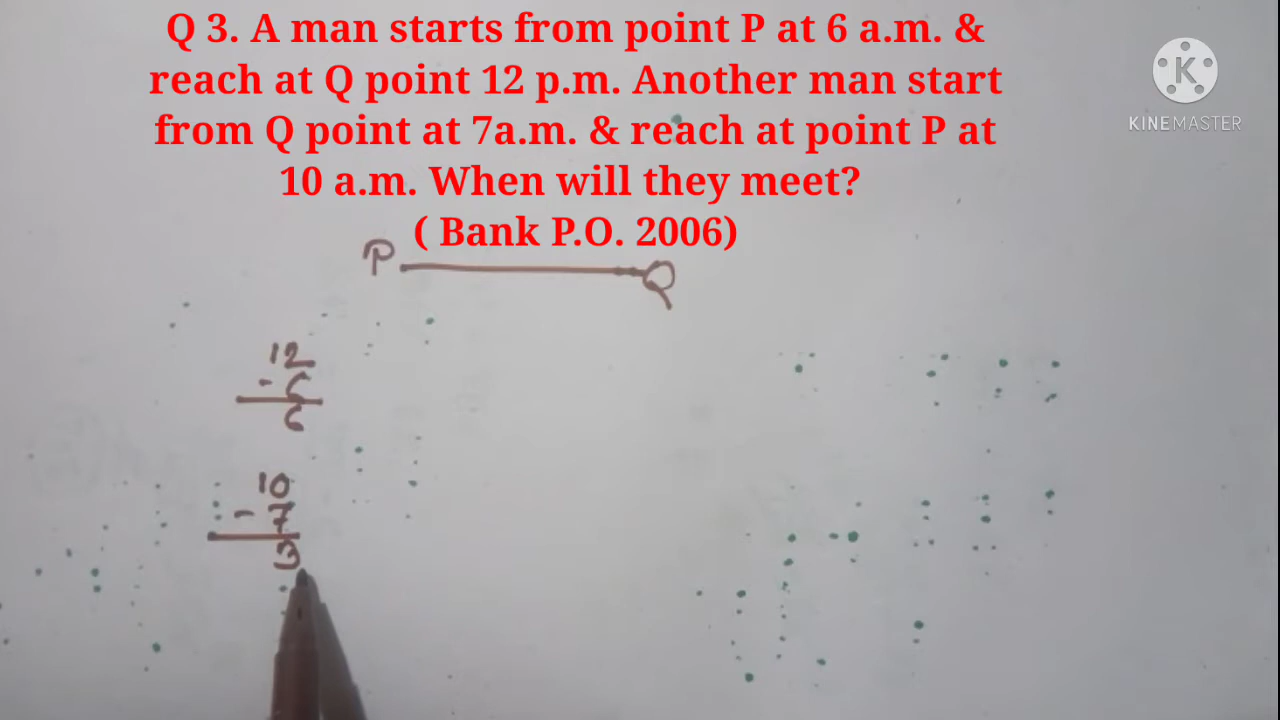 Q 3. A man starts from point P at 6 a.m. &
reach at Q point 12 p.m. Another man start
from Q point at 7a.m. & reach at point P at
10 a.m. When will they meet?
( Bank P.O. 2006)
K
KINEMASTER
P Q
12
- 6
6
10
- 7
3